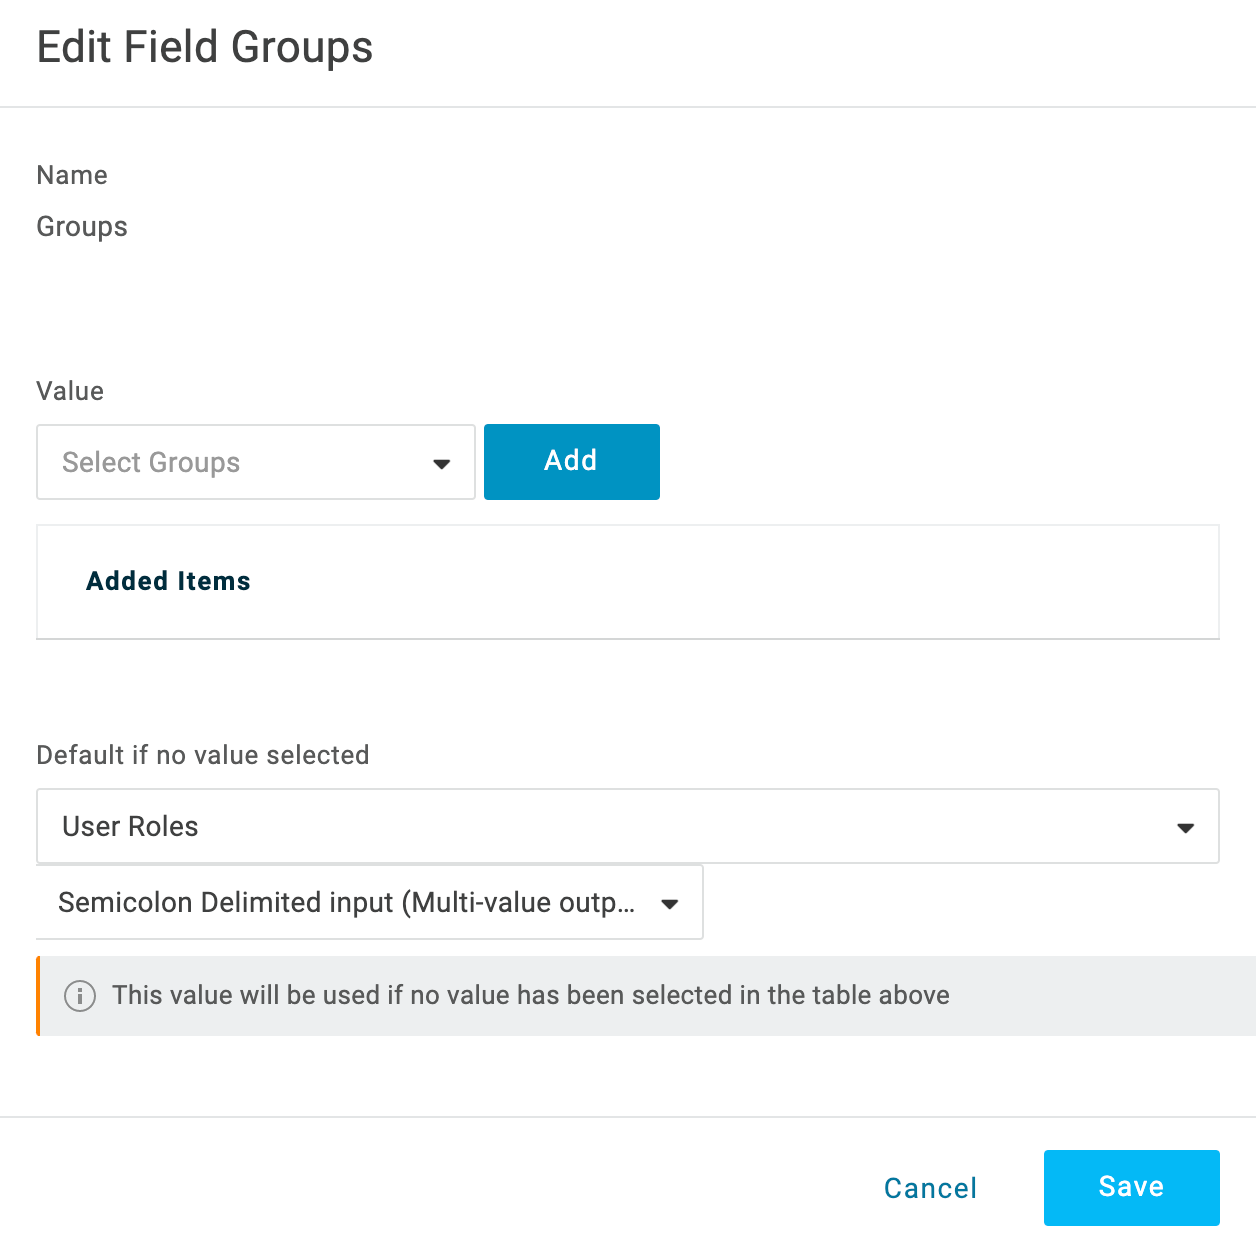 Edit Field Groups
Name
Groups
Value
Select Groups
Add
Added Items
Default if no value selected
User Roles
Semicolon Delimited input (Multi-value outp...
This value will be used if no value has been selected in the table above
Cancel
Save